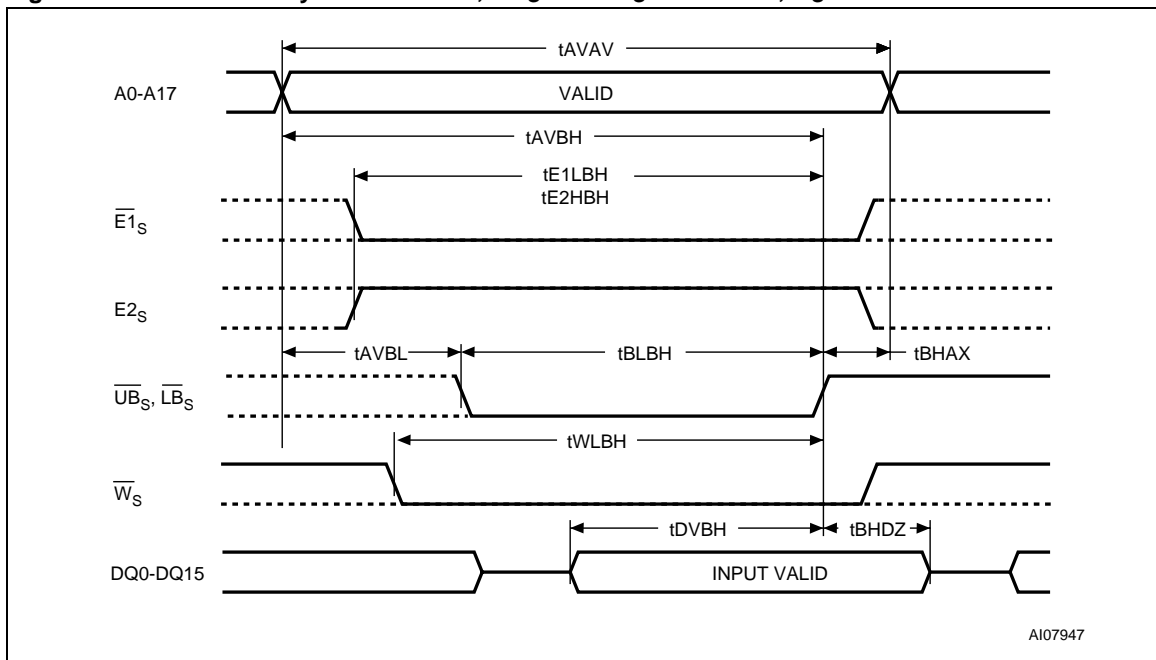 tAVAV
A0-A17
VALID
tAVBH
tE1LBH
tE2HBH
E1S
E2S
tAVBL
tBLBH
tBHAX
UBS, LBS
tWLBH
WS
tDVBH
tBHDZ
DQ0-DQ15
INPUT VALID
AI07947